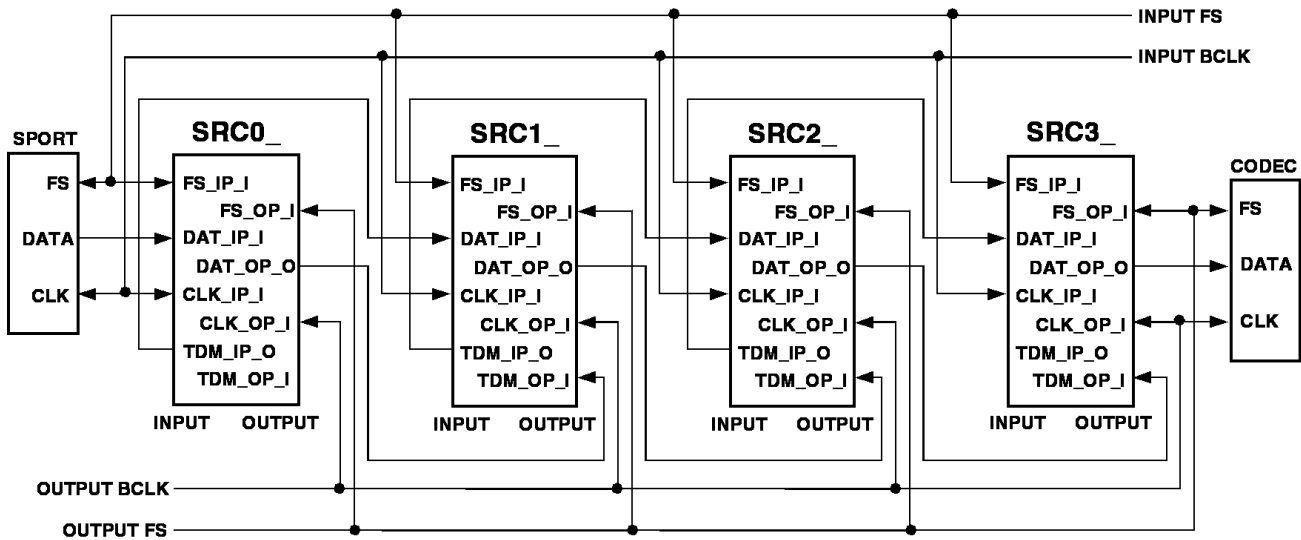 INPUT FS
INPUT BCLK
SPORT
FS
DATA
CLK
SRC0_
FS_IP_I
FS_OP_I
DAT_IP_I
DAT_OP_O
CLK_IP_I
CLK_OP_I
TDM_IP_O
TDM_OP_I
INPUT OUTPUT
SRC1_
FS_IP_I
FS_OP_I
DAT_IP_I
DAT_OP_O
CLK_IP_I
CLK_OP_I
TDM_IP_O
TDM_OP_I
INPUT OUTPUT
SRC2_
FS_IP_I
FS_OP_I
DAT_IP_I
DAT_OP_O
CLK_IP_I
CLK_OP_I
TDM_IP_O
TDM_OP_I
INPUT OUTPUT
SRC3_
FS_IP_I
FS_OP_I
DAT_IP_I
DAT_OP_O
CLK_IP_I
CLK_OP_I
TDM_IP_O
TDM_OP_I
INPUT OUTPUT
CODEC
FS
DATA
CLK
OUTPUT BCLK
OUTPUT FS